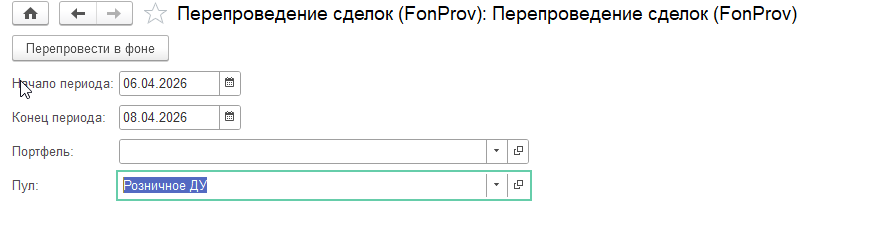 Перепроведение сделок (FonProv): Перепроведение сделок (FonProv)
Перепровести в фоне
Начало периода: 06.04.2026
Конец периода: 08.04.2026
Портфель:
Пул: Розничное ДУ